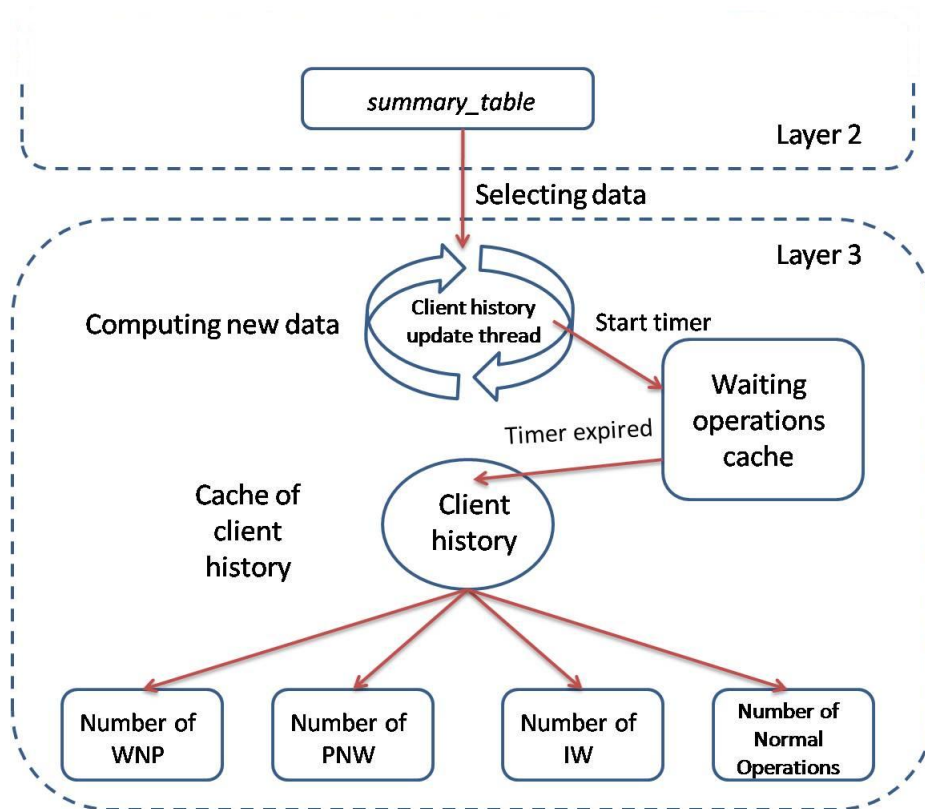 summary_table
Layer 2
Selecting data
Layer 3
Client history
update thread
Computing new data
Start timer
Waiting
operations
cache
Timer expired
Cache of
client
history
Client
history
Number of
WNP
Number of
PNW
Number of
IW
Number of
Normal
Operations